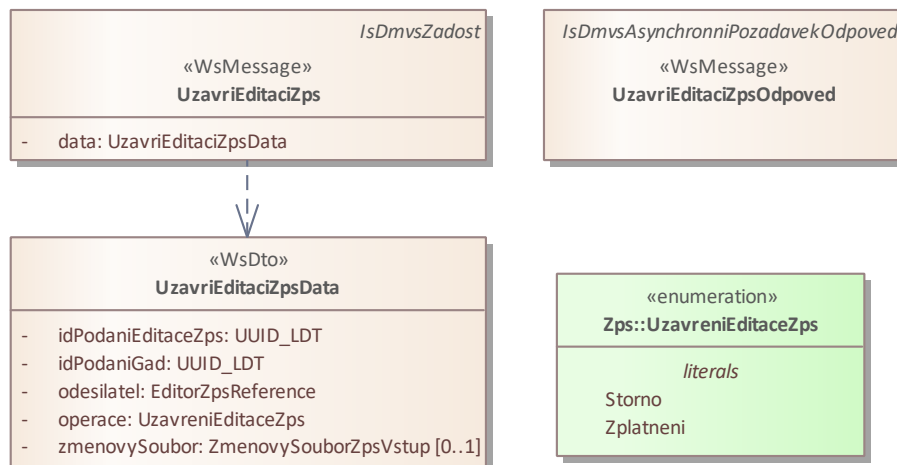 IsDmvsZadost
«WsMessage»
UzavriEditaciZps
- data: UzavriEditaciZpsData
IsDmvsAsynchronniPozadavekOdpoved
«WsMessage»
UzavriEditaciZpsOdpoved
«WsDto»
UzavriEditaciZpsData
- idPodaniEditaceZps: UUID_LDT
- idPodaniGad: UUID_LDT
- odesilatel: EditorZpsReference
- operace: UzavreniEditaceZps
- zmenovySoubor: ZmenovySouborZpsVstup [0..1]
«enumeration»
Zps::UzavreniEditaceZps
literals
Storno
Zplatneni